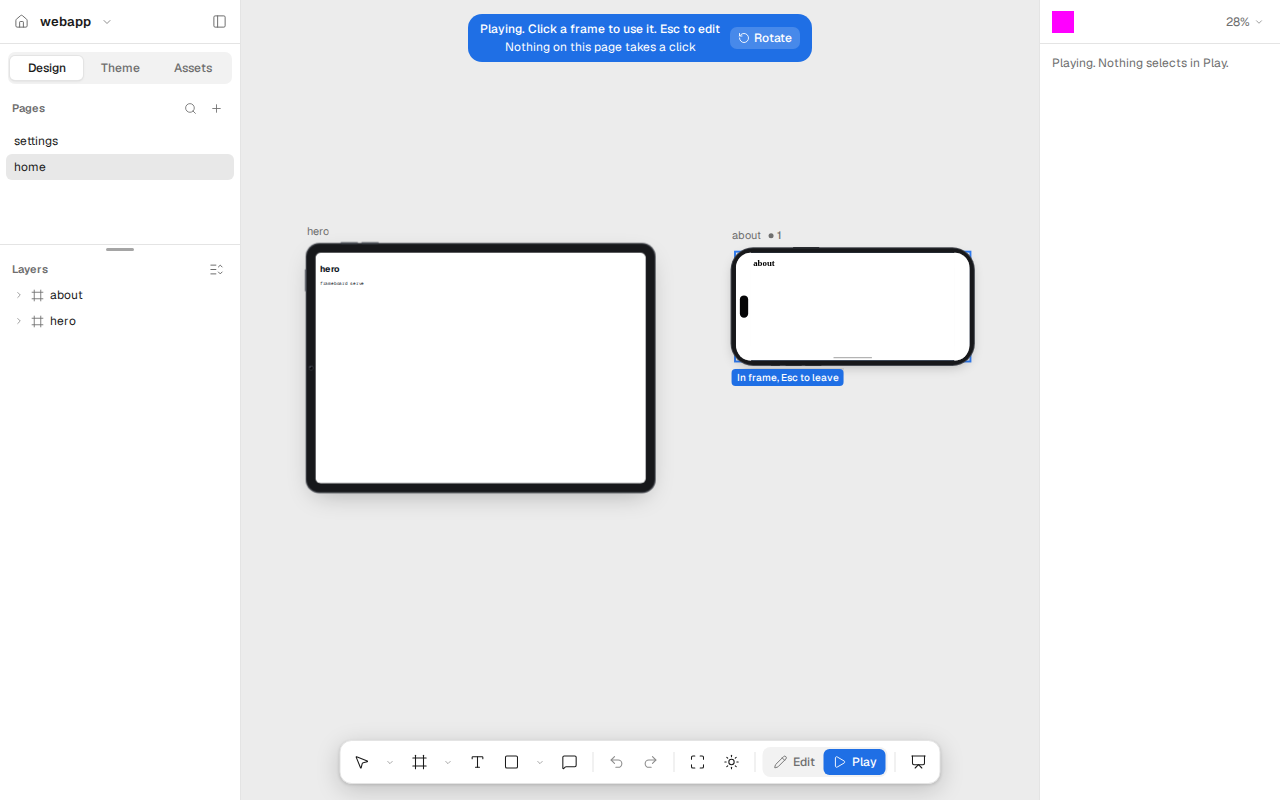 webapp
Design
Theme
Assets
Pages
settings
home
Layers
about
hero
Playing. Click a frame to use it. Esc to edit
Nothing on this page takes a click
Rotate
hero
hero
about
1
about
In frame, Esc to leave
Edit
Play
28%
Playing. Nothing selects in Play.